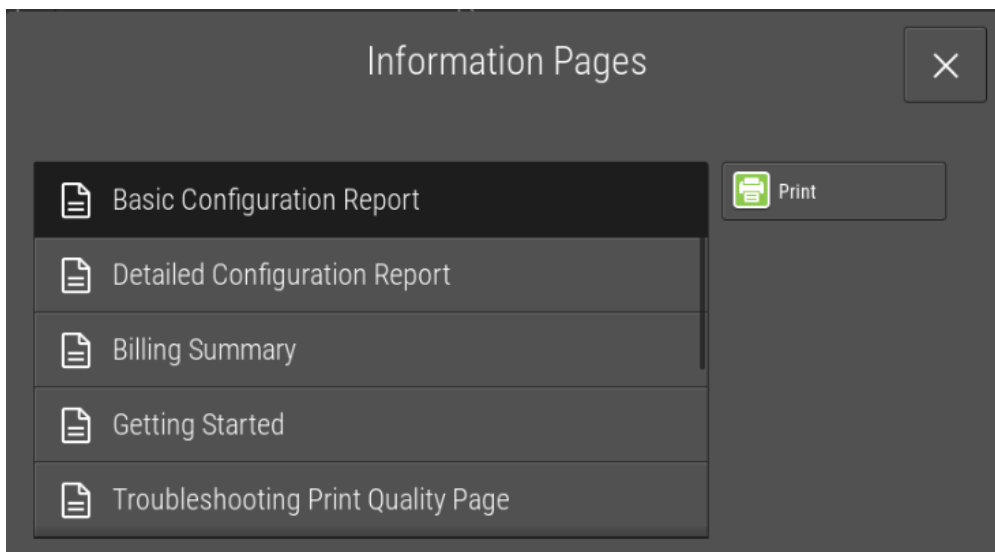 Information Pages
Basic Configuration Report
Print
Detailed Configuration Report
Billing Summary
Getting Started
Troubleshooting Print Quality Page